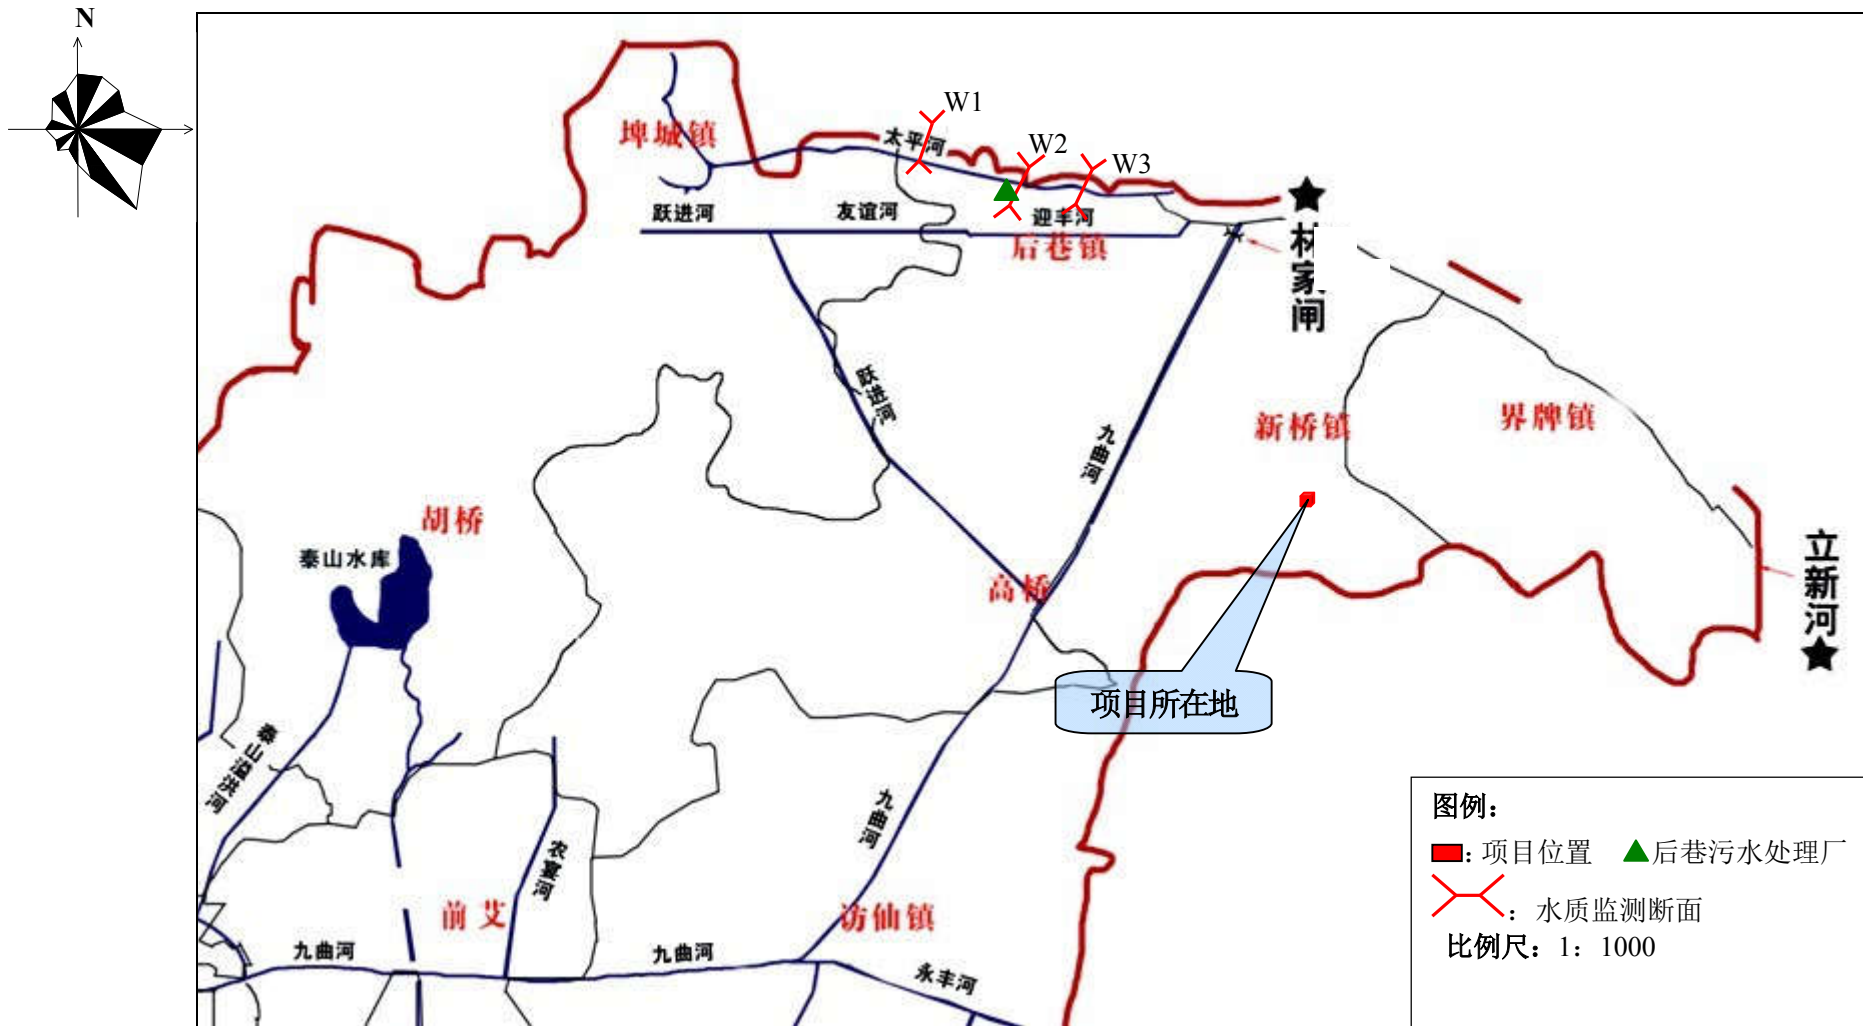 N
W1
太平河
W2
W3
埤城镇
跃进河
友谊河
迎丰河
后巷镇
林家闸
跃进河
九曲河
新桥镇
界牌镇
胡桥
泰山水库
高桥
立新河
项目所在地
泰山溢洪河
九曲河
农
河
前艾
访仙镇
九曲河
九曲河
永丰河
图例:
: 项目位置 后巷污水处理厂
: 水质监测断面
比例尺: 1: 1000